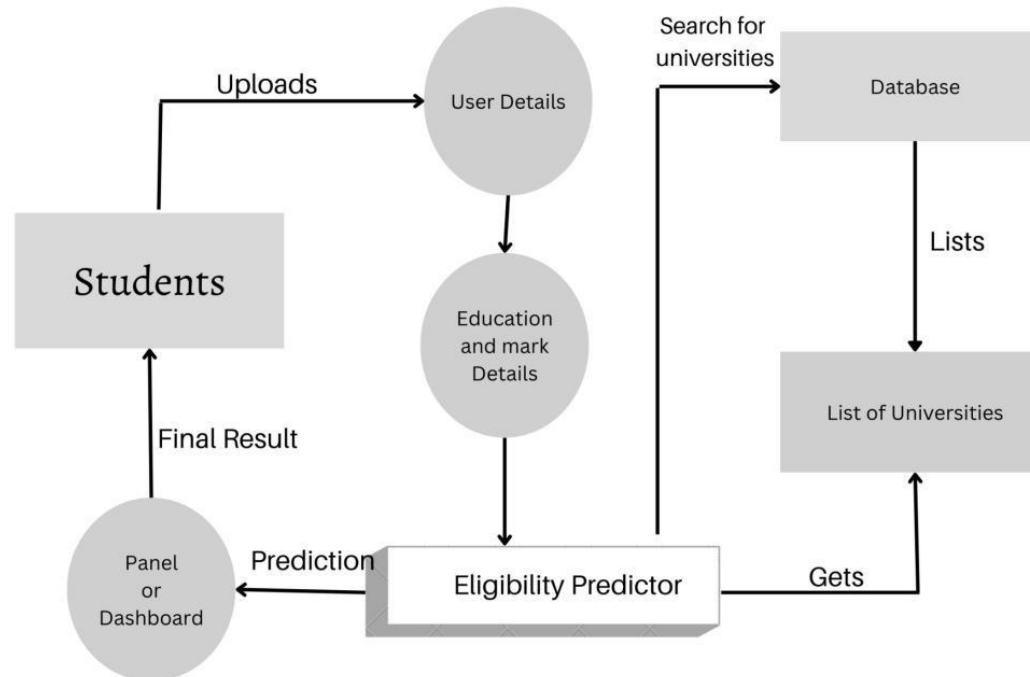 Search for
universities
Uploads
User Details
Database
Students
Lists
Education
and mark
Details
List of Universities
Final Result
Panel
or
Dashboard
Prediction
Eligibility Predictor
Gets